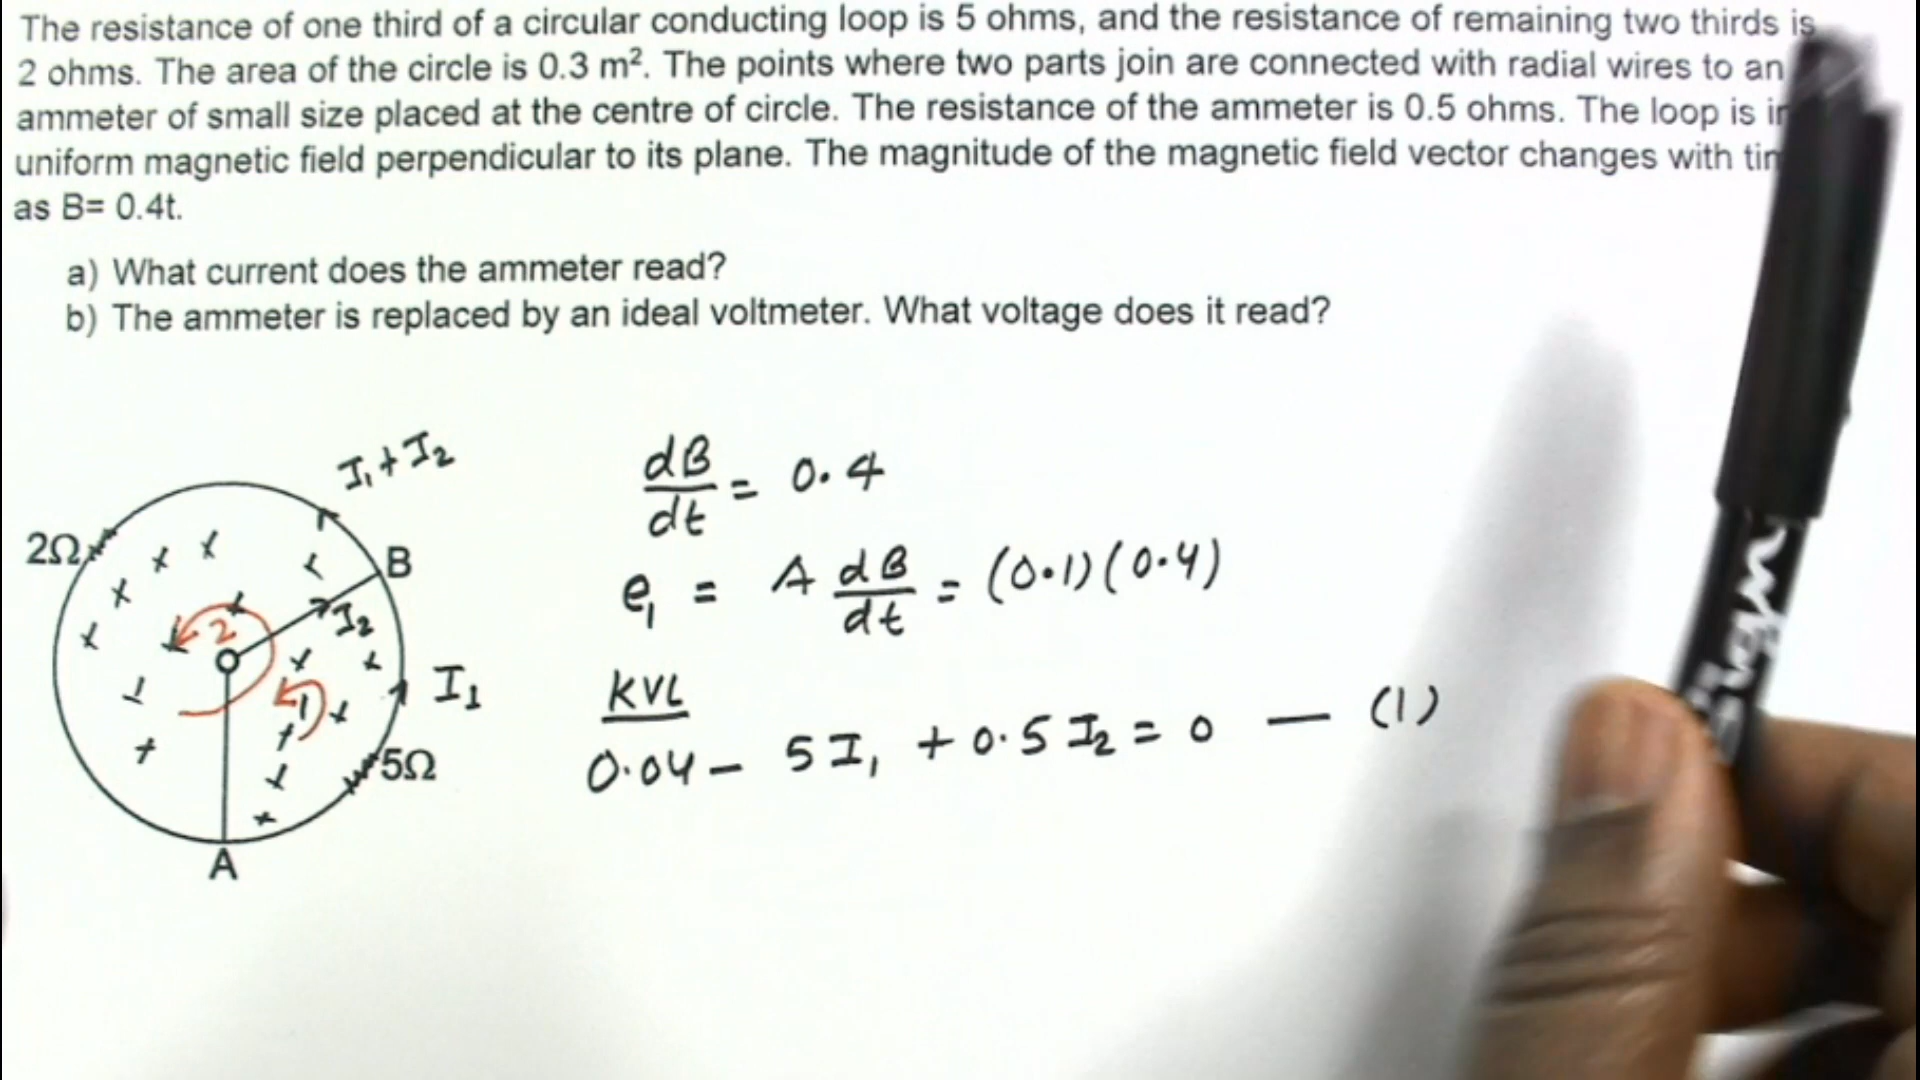 The resistance of one third of a circular conducting loop is 5 ohms, and the resistance of remaining two thirds is
2 ohms. The area of the circle is 0.3 m². The points where two parts join are connected with radial wires to an
ammeter of small size placed at the centre of circle. The resistance of the ammeter is 0.5 ohms. The loop is
uniform magnetic field perpendicular to its plane. The magnitude of the magnetic field vector changes with
as B= 0.4t.
a) What current does the ammeter read?
b) The ammeter is replaced by an ideal voltmeter. What voltage does it read?
I₁ + I₂
dB/dt = 0.4
2Ω
B
e₁ = A dB/dt = (0.1)(0.4)
2
I₂
I₁
1
KVL
0.04 - 5I₁ + 0.5I₂ = 0 — (1)
5Ω
A